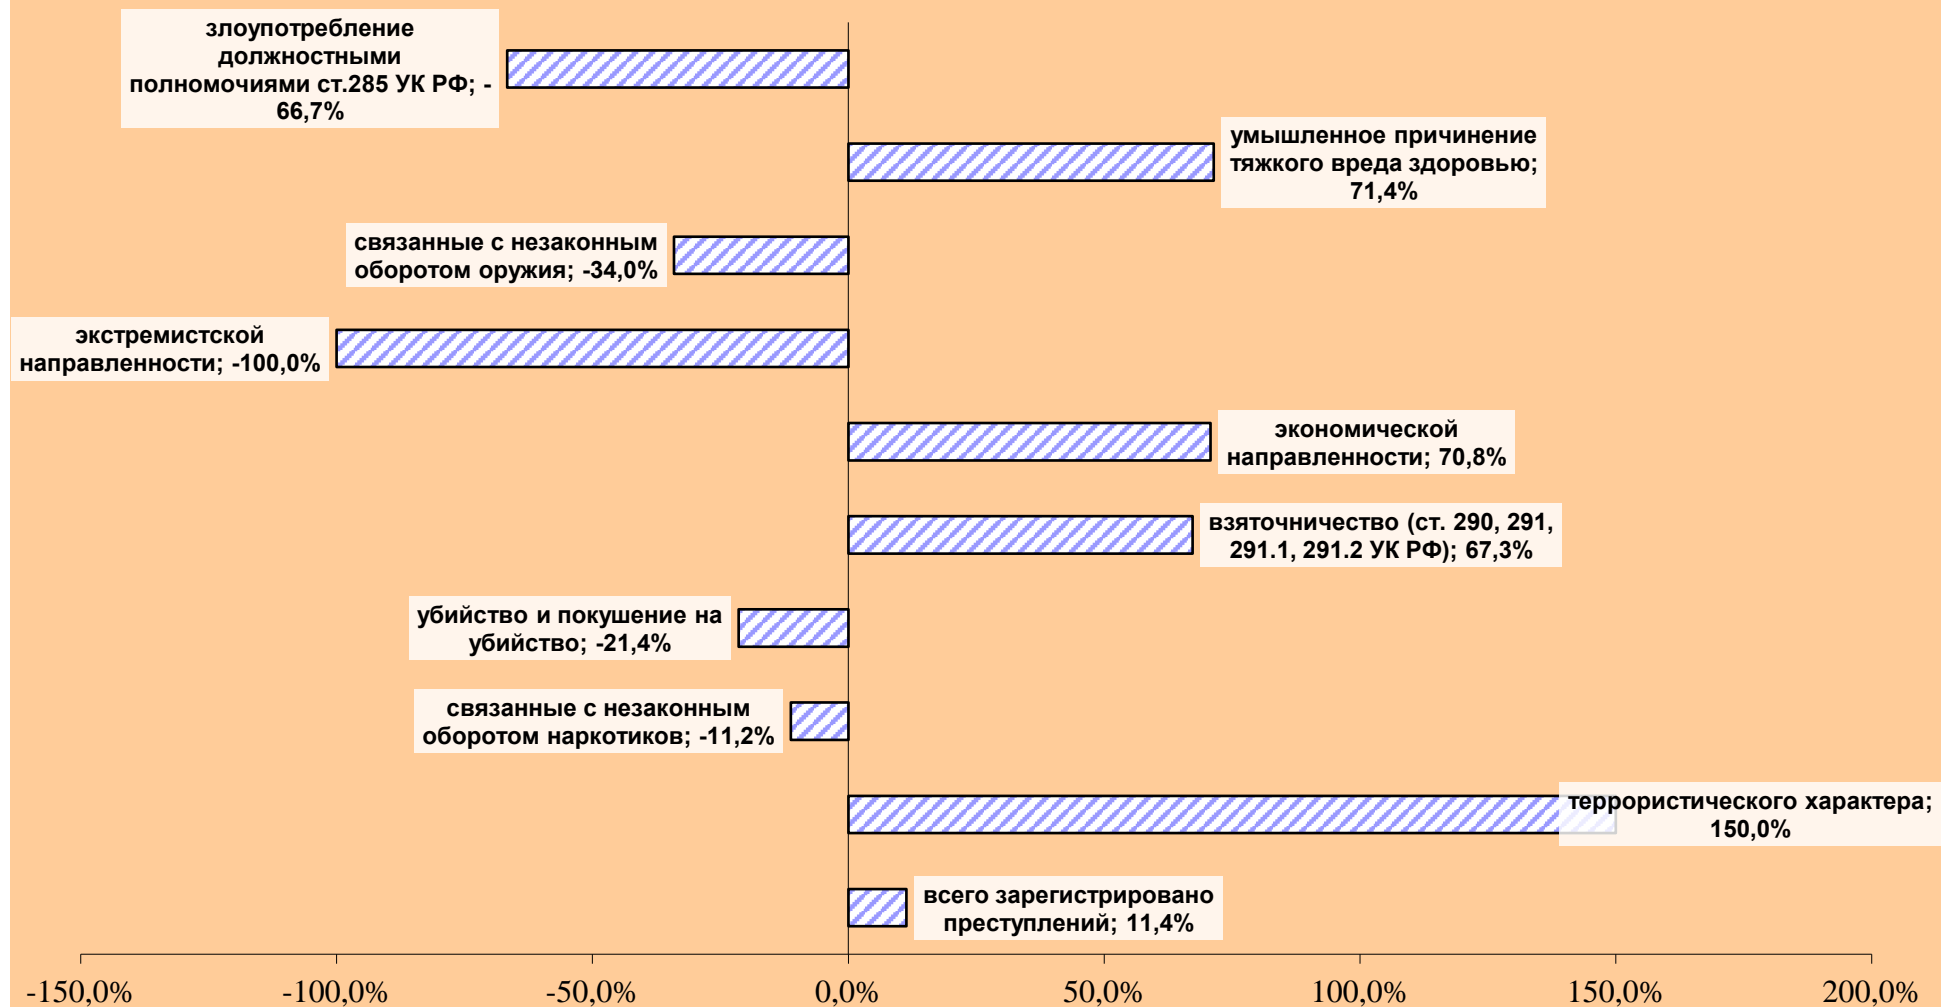 злоупотребление
должностными
полномочиями ст.285 УК РФ; -
66,7%
умышленное причинение
тяжкого вреда здоровью;
71,4%
связанные с незаконным
оборотом оружия; -34,0%
экстремистской
направленности; -100,0%
экономической
направленности; 70,8%
взяточничество (ст. 290, 291,
291.1, 291.2 УК РФ); 67,3%
убийство и покушение на
убийство; -21,4%
связанные с незаконным
оборотом наркотиков; -11,2%
террористического характера;
150,0%
всего зарегистрировано
преступлений; 11,4%
-150,0% -100,0% -50,0% 0,0% 50,0% 100,0% 150,0% 200,0%